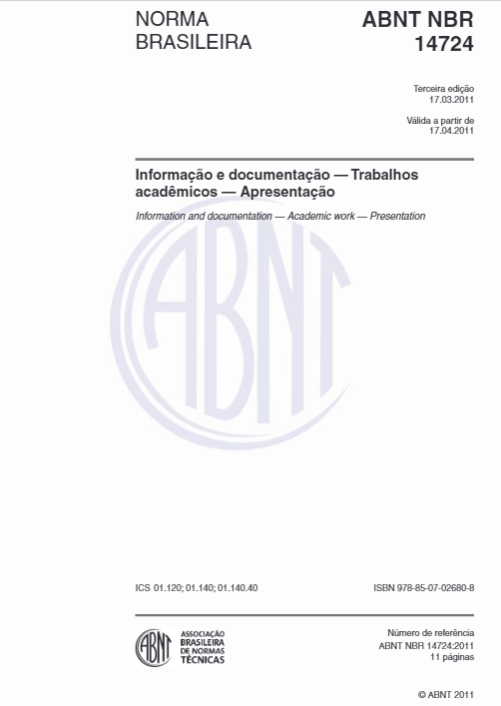 NORMA
BRASILEIRA
ABNT NBR
14724
Terceira edição
17.03.2011
Válida a partir de
17.04.2011
Informação e documentação — Trabalhos
acadêmicos — Apresentação
Information and documentation — Academic work — Presentation
ABNT
ICS 01.120; 01.140; 01.140.40
ISBN 978-85-07-02680-8
ABNT
ASSOCIAÇÃO
BRASILEIRA
DE NORMAS
TÉCNICAS
Número de referência
ABNT NBR 14724:2011
11 páginas
© ABNT 2011